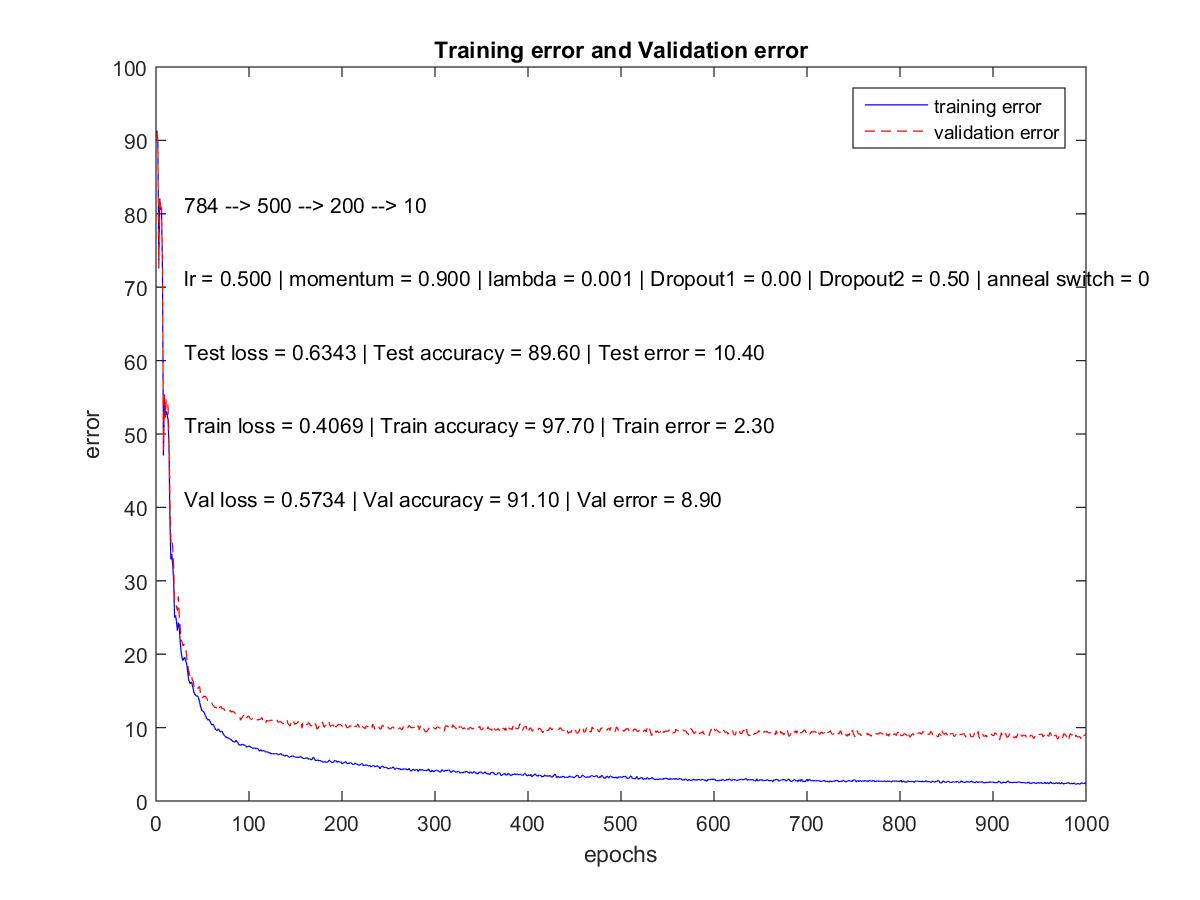 Training error and Validation error
100
90
80
70
60
50
40
30
20
10
0
error
training error
validation error
784 --> 500 --> 200 --> 10
lr = 0.500 | momentum = 0.900 | lambda = 0.001 | Dropout1 = 0.00 | Dropout2 = 0.50 | anneal switch = 0
Test loss = 0.6343 | Test accuracy = 89.60 | Test error = 10.40
Train loss = 0.4069 | Train accuracy = 97.70 | Train error = 2.30
Val loss = 0.5734 | Val accuracy = 91.10 | Val error = 8.90
0 100 200 300 400 500 600 700 800 900 1000
epochs